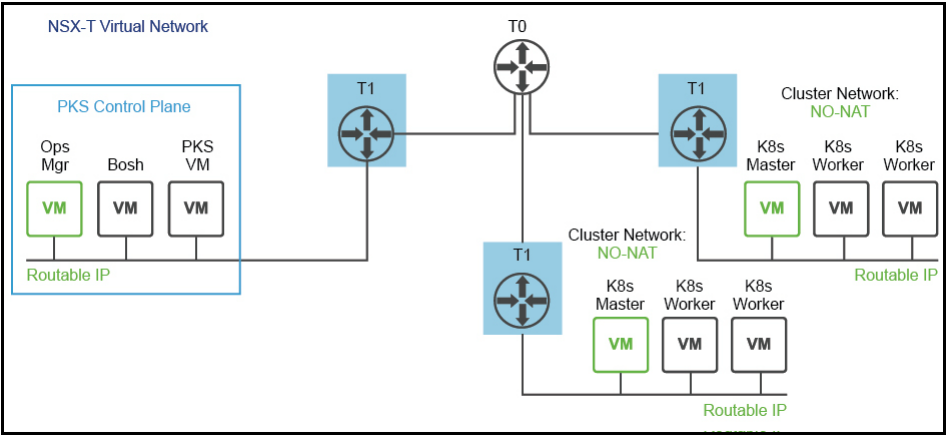 NSX-T Virtual Network
T0
PKS Control Plane
Ops
Mgr
Bosh
PKS
VM
VM
VM
VM
Routable IP
T1
T1
Cluster Network:
NO-NAT
K8s
Master
K8s
Worker
K8s
Worker
VM
VM
VM
Routable IP
T1
Cluster Network:
NO-NAT
K8s
Master
K8s
Worker
K8s
Worker
VM
VM
VM
Routable IP